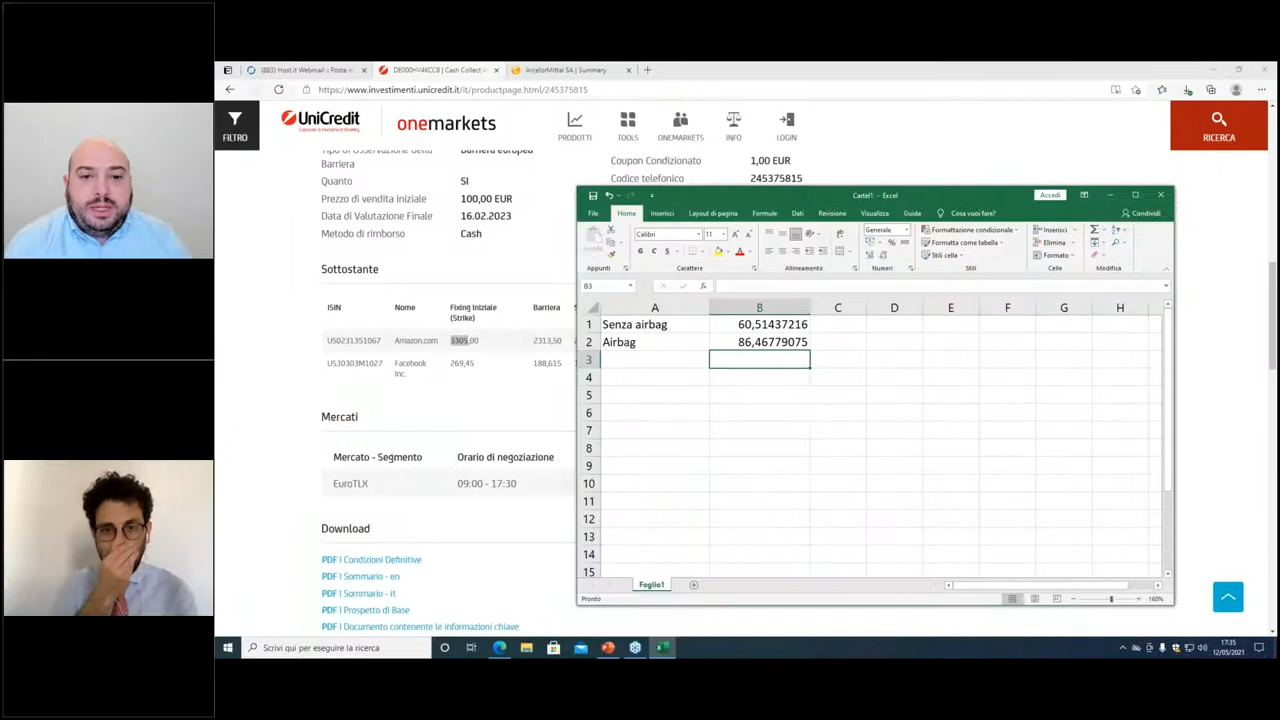 (883) Host.it Webmail :: Posta
DE000HV4KCC8 | Cash Collect A
ArcelorMittal SA | Summary
https://www.investimenti.unicredit.it/it/productpage.html/245375815
FILTRO
UniCredit
Corporate & Investment Banking
onemarkets
PRODOTTI
TOOLS
ONEMARKETS
INFO
LOGIN
RICERCA
Tipo di Osservazione della
Barriera
Barriera europea
Quanto
SI
Prezzo di vendita iniziale
100,00 EUR
Data di Valutazione Finale
16.02.2023
Metodo di rimborso
Cash
Coupon Condizionato
1,00 EUR
Codice telefonico
245375815
Sottostante
ISIN
Nome
Fixing Iniziale
(Strike)
Barriera
US0231351067
Amazon.com
3305,00
2313,50
US30303M1027
Facebook
Inc.
269,45
188,615
Mercati
Mercato - Segmento
Orario di negoziazione
EuroTLX
09:00 - 17:30
Download
PDF | Condizioni Definitive
PDF | Sommario - en
PDF | Sommario - it
PDF | Prospetto di Base
PDF | Documento contenente le informazioni chiave
Cartel1 - Excel
Accedi
File
Home
Inserisci
Layout di pagina
Formule
Dati
Revisione
Visualizza
Guida
Cosa vuoi fare?
Condividi
Calibri
11
G C S
Generale
Formattazione condizionale
Formatta come tabella
Stili cella
Inserisci
Elimina
Formato
Appunti
Carattere
Allineamento
Numeri
Stili
Celle
Modifica
B3
fx
A B C D E F G H
1 Senza airbag 60,51437216
2 Airbag 86,46779075
3
4
5
6
7
8
9
10
11
12
13
14
15
Foglio1
Pronto
160%
Scrivi qui per eseguire la ricerca
17:35
12/05/2021